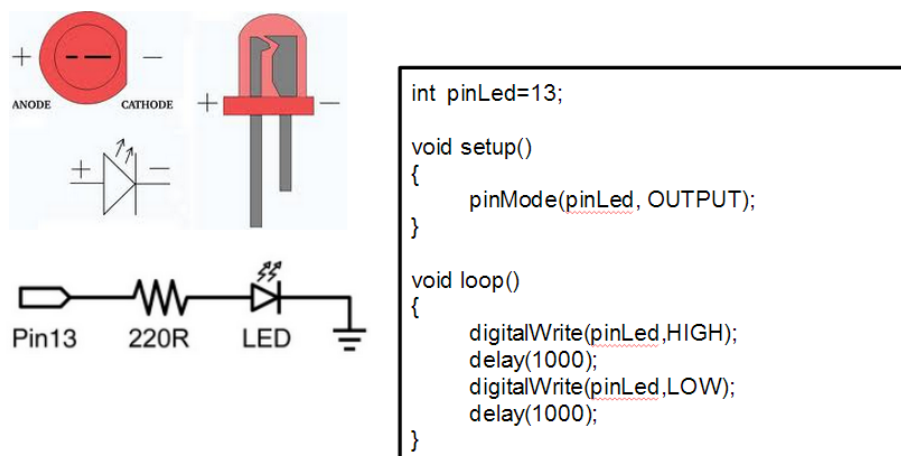 + −
ANODE CATHODE
+ −
+ −
Pin13 220R LED
int pinLed=13;
void setup()
{
pinMode(pinLed, OUTPUT);
}
void loop()
{
digitalWrite(pinLed,HIGH);
delay(1000);
digitalWrite(pinLed,LOW);
delay(1000);
}